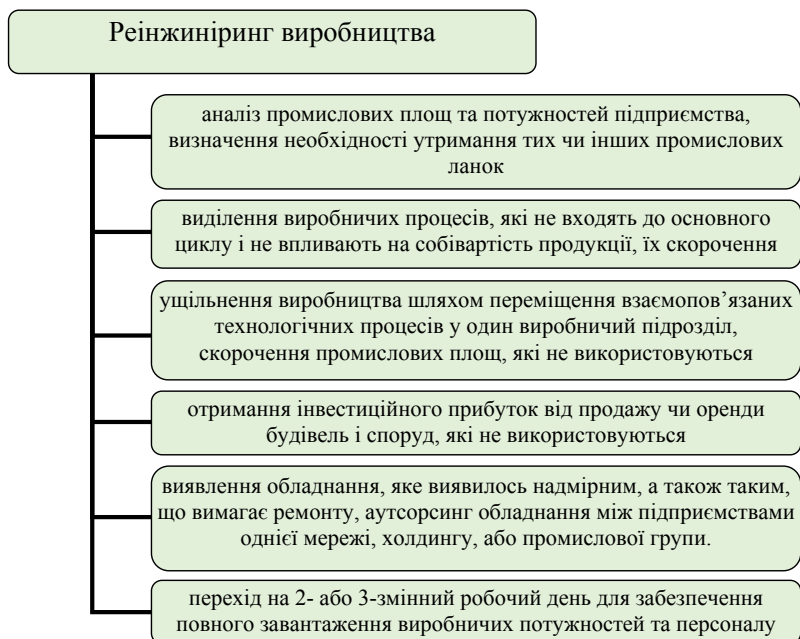 Реінжиніринг виробництва
аналіз промислових площ та потужностей підприємства,
визначення необхідності утримання тих чи інших промислових
ланок
виділення виробничих процесів, які не входять до основного
циклу і не впливають на собівартість продукції, їх скорочення
ущільнення виробництва шляхом переміщення взаємопов’язаних
технологічних процесів у один виробничий підрозділ,
скорочення промислових площ, які не використовуються
отримання інвестиційного прибуток від продажу чи оренди
будівель і споруд, які не використовуються
виявлення обладнання, яке виявилось надмірним, а також таким,
що вимагає ремонту, аутсорсинг обладнання між підприємствами
однієї мережі, холдингу, або промислової групи.
перехід на 2- або 3-змінний робочий день для забезпечення
повного завантаження виробничих потужностей та персоналу